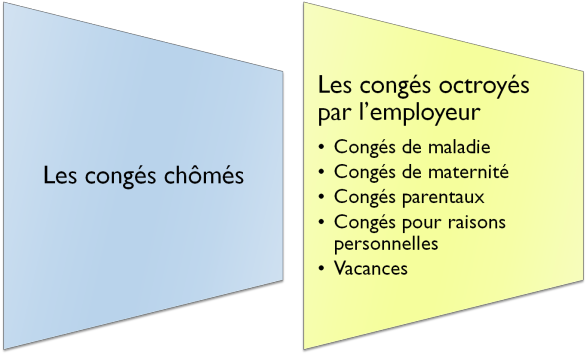 Les congés chômés
Les congés octroyés
par l’employeur
• Congés de maladie
• Congés de maternité
• Congés parentaux
• Congés pour raisons
personnelles
• Vacances